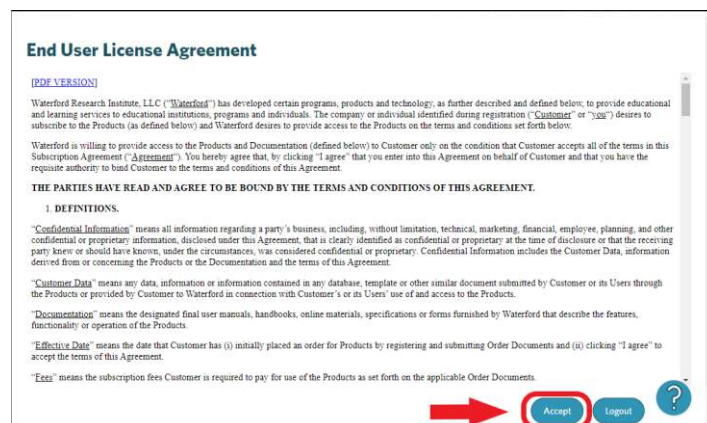 End User License Agreement
[PDF VERSION]
Waterford Research Institute, LLC ("Waterford") has developed certain programs, products and technology, as further described and defined below, to provide educational
and learning services to educational institutions, programs and individuals. The company or individual identified during registration ("Customer" or "you") desires to
subscribe to the Products (as defined below) and Waterford desires to provide access to the Products on the terms and conditions set forth below.
Waterford is willing to provide access to the Products and Documentation (defined below) to Customer only on the condition that Customer accepts all of the terms in this
Subscription Agreement ("Agreement"). You hereby agree that, by clicking "I agree" that you enter into this Agreement on behalf of Customer and that you have the
requisite authority to bind Customer to the terms and conditions of this Agreement.
THE PARTIES HAVE READ AND AGREE TO BE BOUND BY THE TERMS AND CONDITIONS OF THIS AGREEMENT.
1. DEFINITIONS.
"Confidential Information" means all information regarding a party's business, including, without limitation, technical, marketing, financial, employee, planning, and other
confidential or proprietary information, disclosed under this Agreement, that is clearly identified as confidential or proprietary at the time of disclosure or that the receiving
party knew or should have known, under the circumstances, was considered confidential or proprietary. Confidential Information includes the Customer Data, information
derived from or concerning the Products or the Documentation and the terms of this Agreement.
"Customer Data" means any data, information or information contained in any database, template or other similar document submitted by Customer or its Users through
the Products or provided by Customer to Waterford in connection with Customer's or its Users' use of and access to the Products.
"Documentation" means the designated final user manuals, handbooks, online materials, specifications or forms furnished by Waterford that describe the features,
functionality or operation of the Products.
"Effective Date" means the date that Customer has (i) initially placed an order for Products by registering and submitting Order Documents and (ii) clicking "I agree" to
accept the terms of this Agreement.
"Fees" means the subscription fees Customer is required to pay for use of the Products as set forth on the applicable Order Documents.
Accept
Logout
?